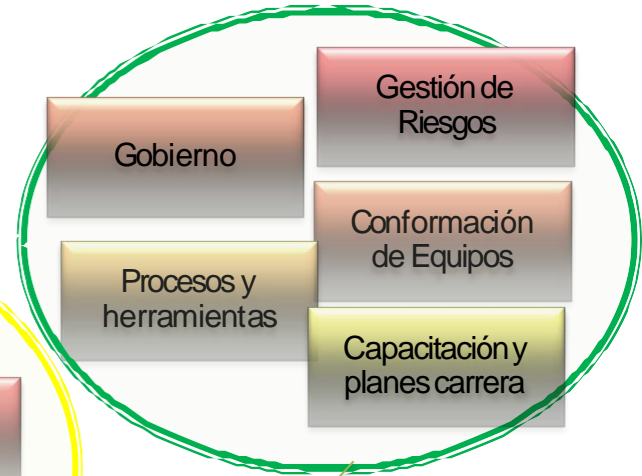 Gestión de
Riesgos
Gobierno
Conformación
de Equipos
Procesos y
herramientas
Capacitación y
planes carrera